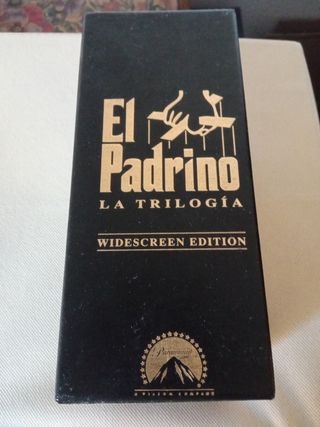 El
Padrino
LA TRILOGÍA
WIDESCREEN EDITION
Paramount
A VIACOM COMPANY